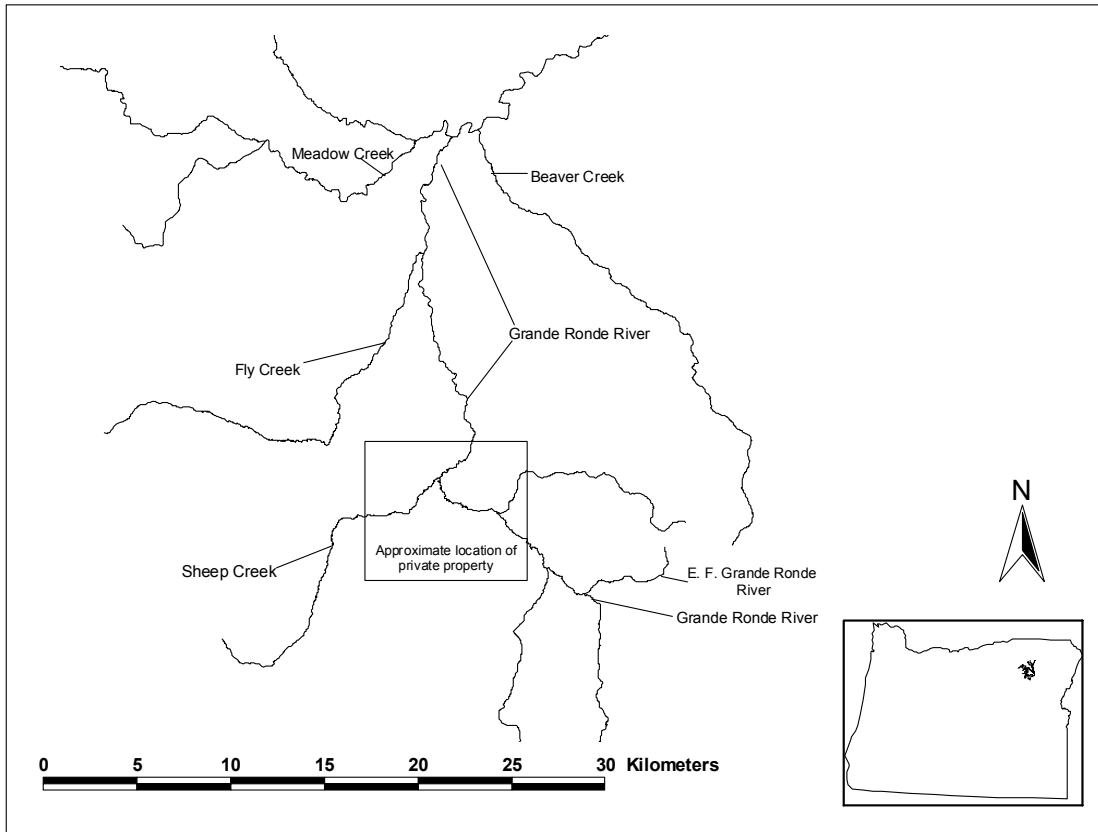 Meadow Creek
Beaver Creek
Grande Ronde River
Fly Creek
N
Approximate location of
private property
Sheep Creek
E. F. Grande Ronde
River
Grande Ronde River
0 5 10 15 20 25 30 Kilometers